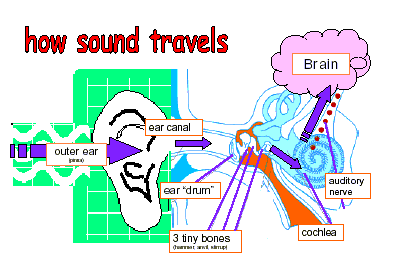 how sound travels
Brain
ear canal
outer ear
(pinna)
ear "drum"
auditory
nerve
3 tiny bones
(hammer, anvil, stirrup)
cochlea